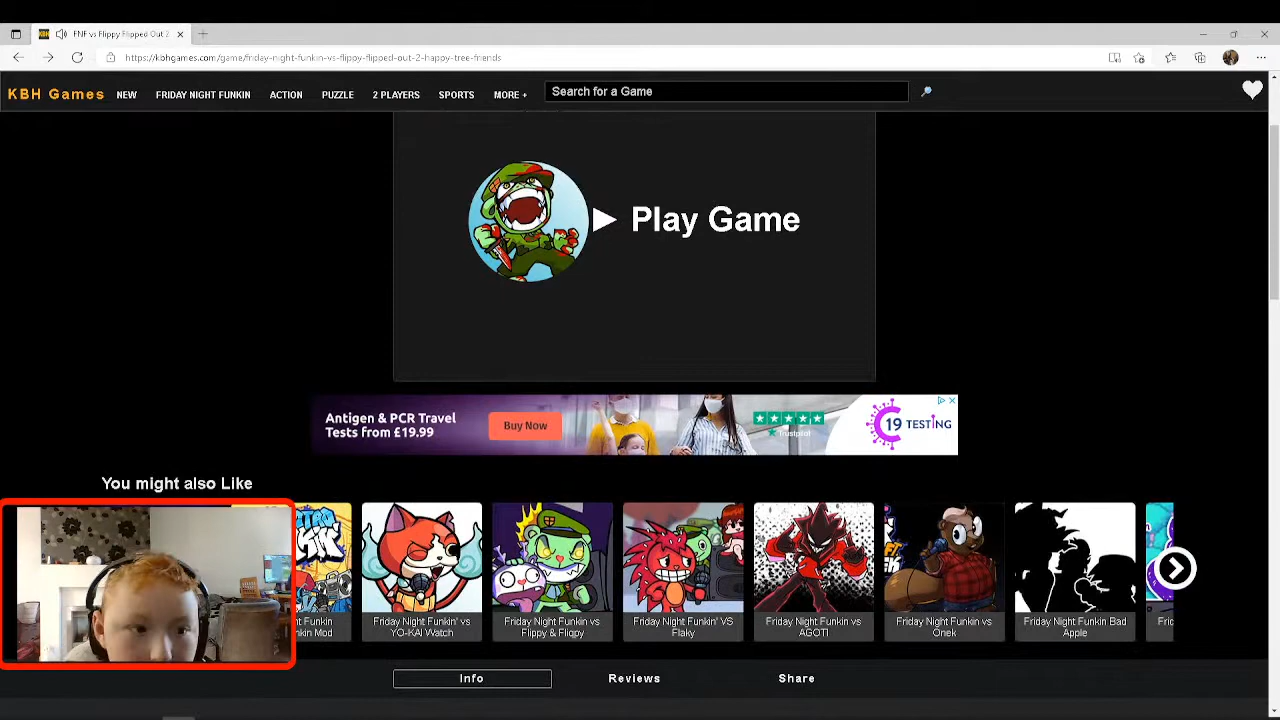 FNF vs Flippy Flipped Out 2
https://kbhgames.com/game/friday-night-funkin-vs-flippy-flipped-out-2-happy-tree-friends
KBH Games NEW FRIDAY NIGHT FUNKIN ACTION PUZZLE 2 PLAYERS SPORTS MORE + Search for a Game
Play Game
Antigen & PCR Travel
Tests from £19.99
Buy Now
Trustpilot
19 TESTING
You might also Like
Friday Night Funkin' vs
YO-KAI Watch
Friday Night Funkin vs
Flippy & Fliqpy
Friday Night Funkin' VS
Flaky
Friday Night Funkin vs
AGOTI
Friday Night Funkin vs
Onek
Friday Night Funkin Bad
Apple
Info Reviews Share